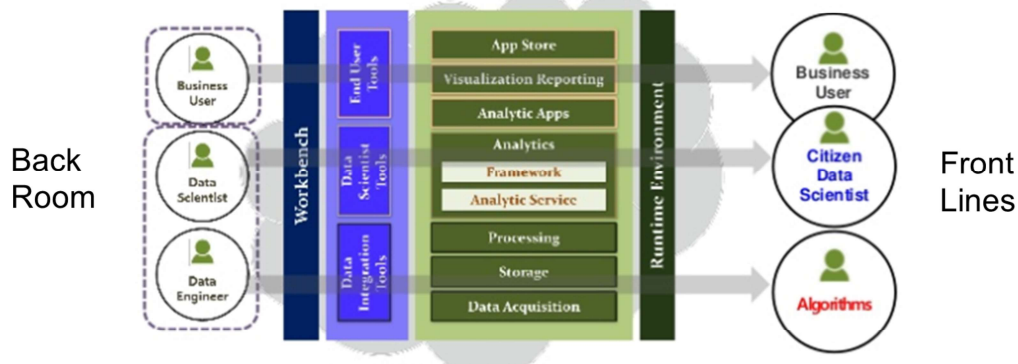 Back
Room
Business
User
Data
Scientist
Data
Engineer
Workbench
End User
Tools
Data
Scientist
Tools
Data
Integration
Tools
App Store
Visualization Reporting
Analytic Apps
Analytics
Framework
Analytic Service
Processing
Storage
Data Acquisition
Runtime Environment
Business
User
Citizen
Data
Scientist
Algorithms
Front
Lines